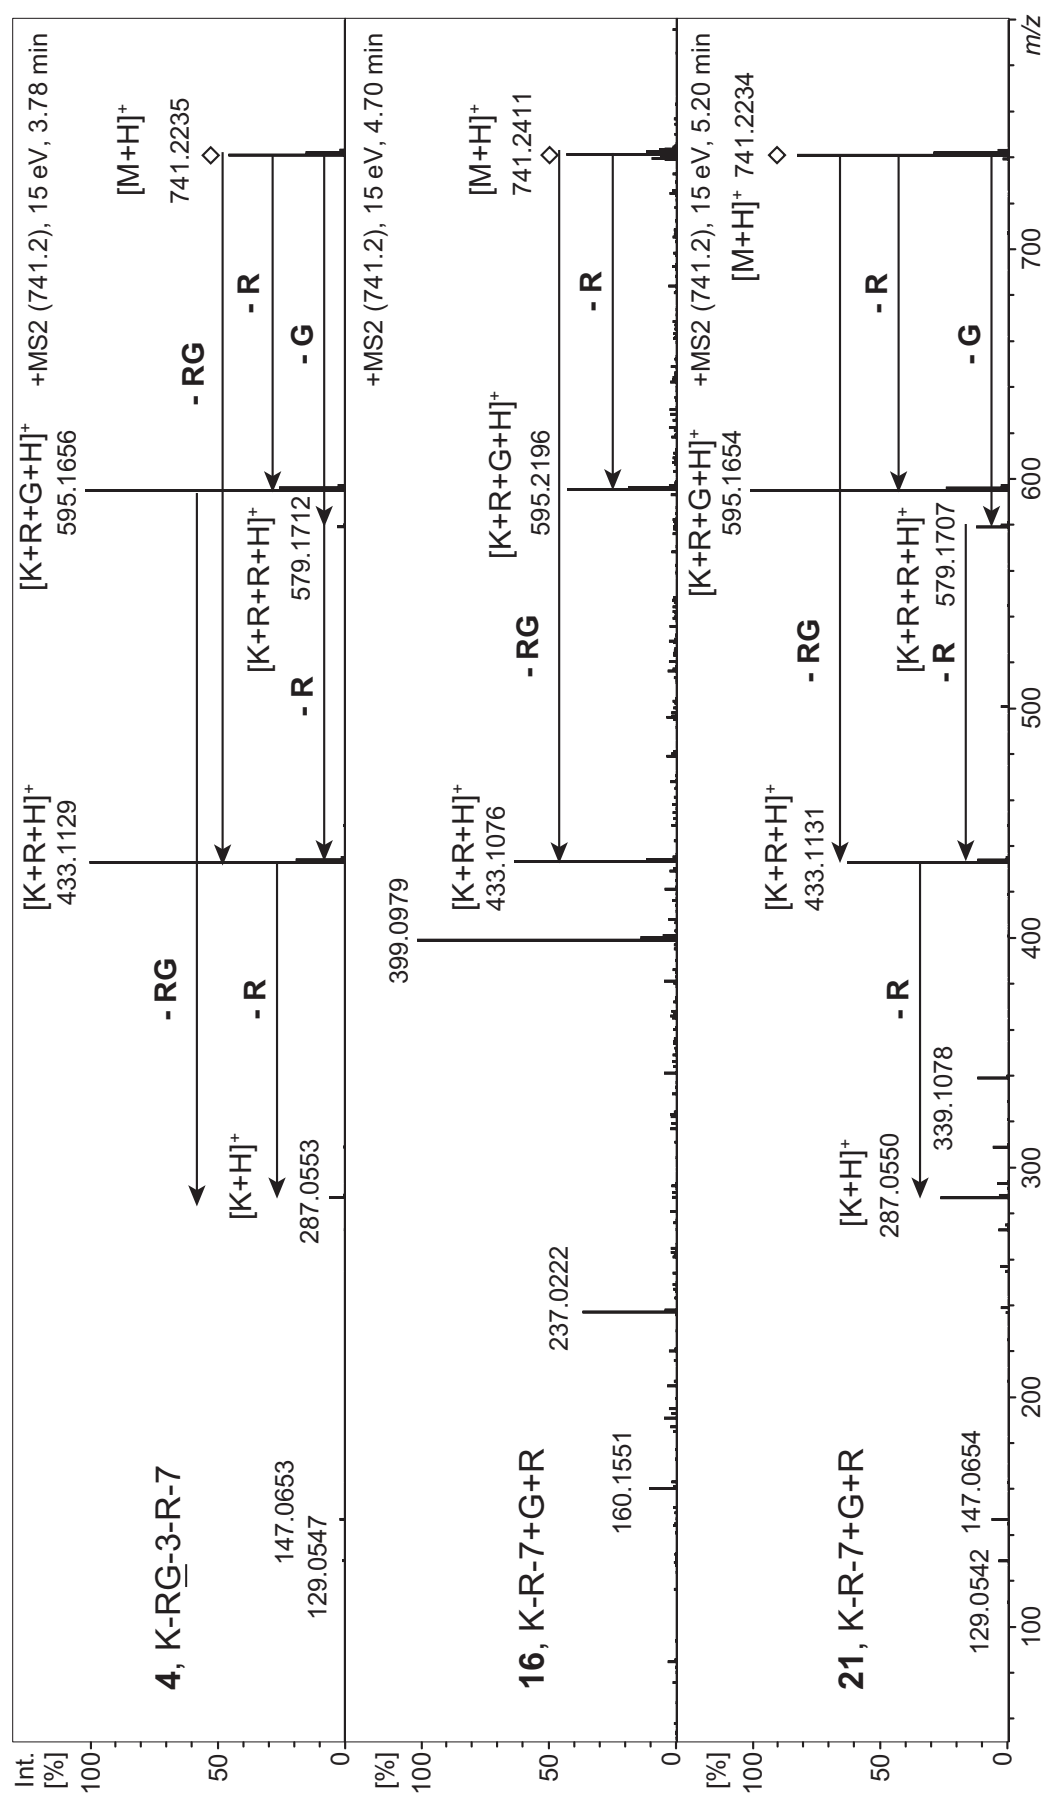 Int.
[%]
100
50
0
4, K-RG-3-R-7
129.0547
147.0653
287.0553
[K+H]+
- R
- RG
[K+R+H]+
433.1129
- R
[K+R+R+H]+
579.1712
[K+R+G+H]+
595.1656
- RG
- R
- G
+MS2 (741.2), 15 eV, 3.78 min
[M+H]+
741.2235
[%]
100
50
0
16, K-R-7+G+R
160.1551
237.0222
399.0979
[K+R+H]+
433.1076
- RG
[K+R+G+H]+
595.2196
- R
+MS2 (741.2), 15 eV, 4.70 min
[M+H]+
741.2411
[%]
100
50
0
21, K-R-7+G+R
129.0542
147.0654
[K+H]+
287.0550
339.1078
- R
[K+R+H]+
433.1131
- RG
- R
[K+R+R+H]+
579.1707
[K+R+G+H]+
595.1654
- R
- G
+MS2 (741.2), 15 eV, 5.20 min
[M+H]+ 741.2234
100
200
300
400
500
600
700
m/z